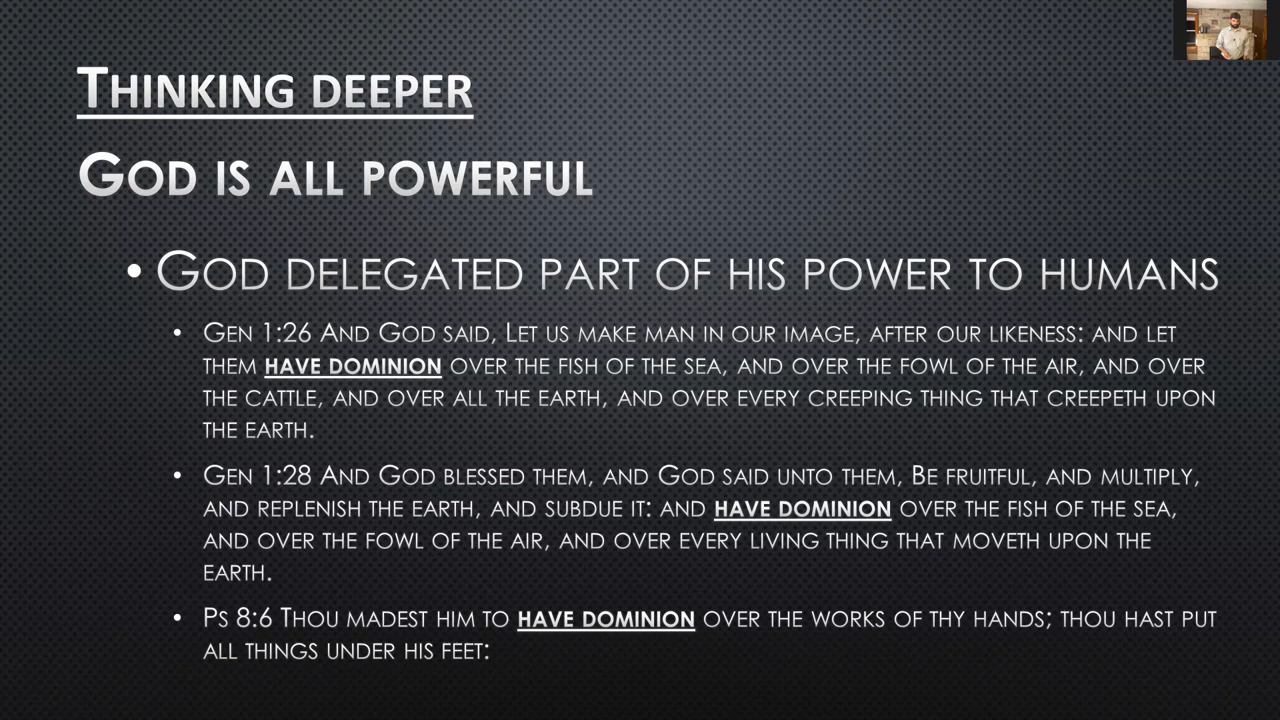 Thinking deeper
God is all powerful
• God delegated part of his power to humans
• Gen 1:26 And God said, Let us make man in our image, after our likeness: and let
them have dominion over the fish of the sea, and over the fowl of the air, and over
the cattle, and over all the earth, and over every creeping thing that creepeth upon
the earth.
• Gen 1:28 And God blessed them, and God said unto them, Be fruitful, and multiply,
and replenish the earth, and subdue it: and have dominion over the fish of the sea,
and over the fowl of the air, and over every living thing that moveth upon the
earth.
• Ps 8:6 Thou madest him to have dominion over the works of thy hands; thou hast put
all things under his feet: